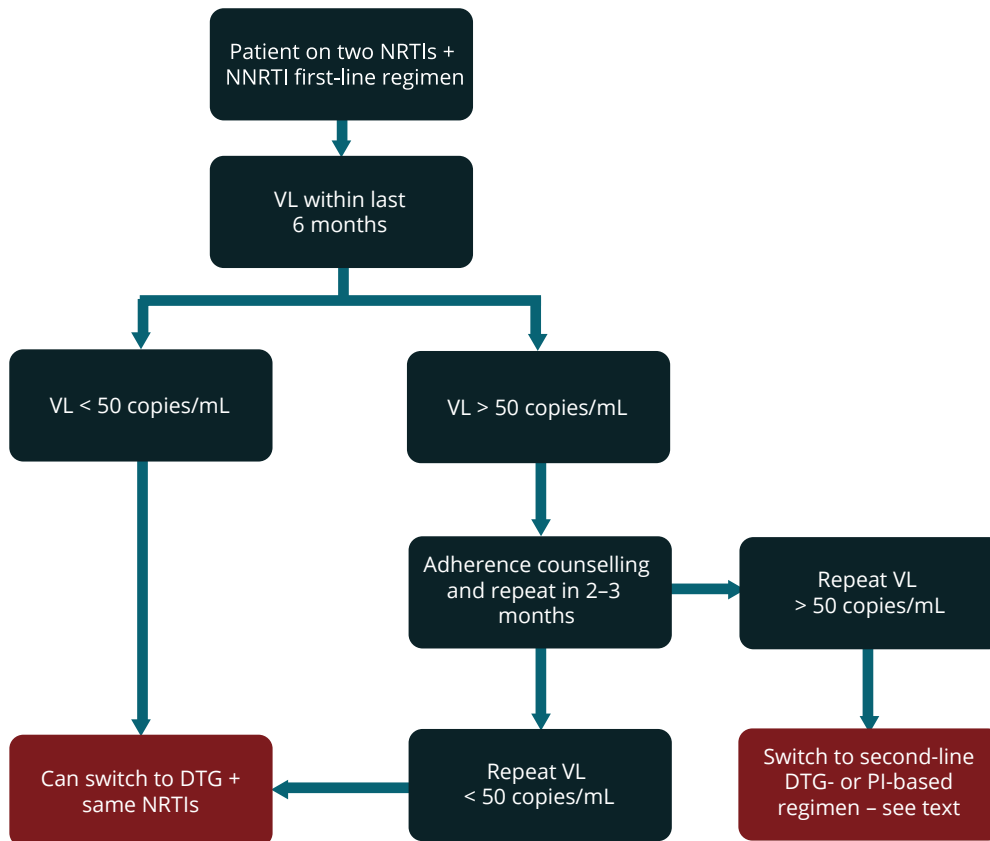 Patient on two NRTIs +
NNRTI first-line regimen
VL within last
6 months
VL < 50 copies/mL
VL > 50 copies/mL
Adherence counselling
and repeat in 2–3
months
Repeat VL
> 50 copies/mL
Can switch to DTG +
same NRTIs
Repeat VL
< 50 copies/mL
Switch to second-line
DTG- or PI-based
regimen – see text